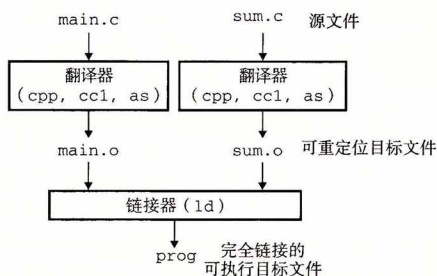 main.c sum.c 源文件
翻译器 翻译器
(cpp, cc1, as) (cpp, cc1, as)
main.o sum.o 可重定位目标文件
链接器(ld)
prog 完全链接的
可执行目标文件